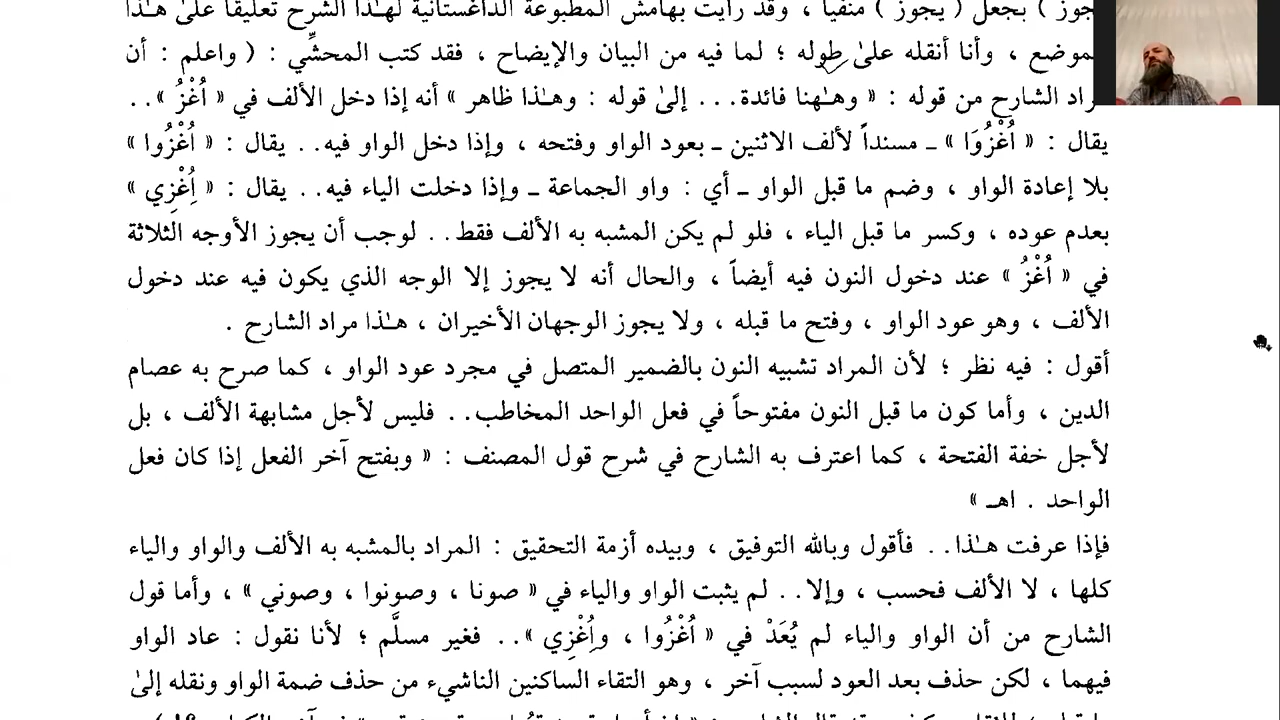 جوز ) بجعل ( يجوز ) منفياً ، وقد رأيت بهامش المطبوعة الداغستانية لهـٰذا الشرح تعليقاً علىٰ هـٰذا
ـموضع ، وأنا أنقله علىٰ طوله ؛ لما فيه من البيان والإيضاح ، فقد كتب المحشِّي : ( واعلم : أن
ـراد الشارح من قوله : « وهـٰهنا فائدة... إلىٰ قوله : وهـٰذا ظاهر » أنه إذا دخل الألف في « اُغْزُ » ..
يقال : « اُغْزُوَا » ـ مسنداً لألف الاثنين ـ بعود الواو وفتحه ، وإذا دخل الواو فيه.. يقال : « اُغْزُوا »
بلا إعادة الواو ، وضم ما قبل الواو ـ أي : واو الجماعة ـ وإذا دخلت الياء فيه.. يقال : « اُِغْزِي »
بعدم عوده ، وكسر ما قبل الياء ، فلو لم يكن المشبه به الألف فقط.. لوجب أن يجوز الأوجه الثلاثة
في « اُغْزُ » عند دخول النون فيه أيضاً ، والحال أنه لا يجوز إلا الوجه الذي يكون فيه عند دخول
الألف ، وهو عود الواو ، وفتح ما قبله ، ولا يجوز الوجهان الأخيران ، هـٰذا مراد الشارح .
أقول : فيه نظر ؛ لأن المراد تشبيه النون بالضمير المتصل في مجرد عود الواو ، كما صرح به عصام
الدين ، وأما كون ما قبل النون مفتوحاً في فعل الواحد المخاطب.. فليس لأجل مشابهة الألف ، بل
لأجل خفة الفتحة ، كما اعترف به الشارح في شرح قول المصنف : « وبفتح آخر الفعل إذا كان فعل
الواحد . اهـ »
فإذا عرفت هـٰذا.. فأقول وبالله التوفيق ، وبيده أزمة التحقيق : المراد بالمشبه به الألف والواو والياء
كلها ، لا الألف فحسب ، وإلا.. لم يثبت الواو والياء في « صونا ، وصونوا ، وصوني » ، وأما قول
الشارح من أن الواو والياء لم يُعَدْ في « اُغْزُوا ، واُِغْزِي ».. فغير مسلَّم ؛ لأنا نقول : عاد الواو
فيهما ، لكن حذف بعد العود لسبب آخر ، وهو التقاء الساكنين الناشيء من حذف ضمة الواو ونقله إلىٰ